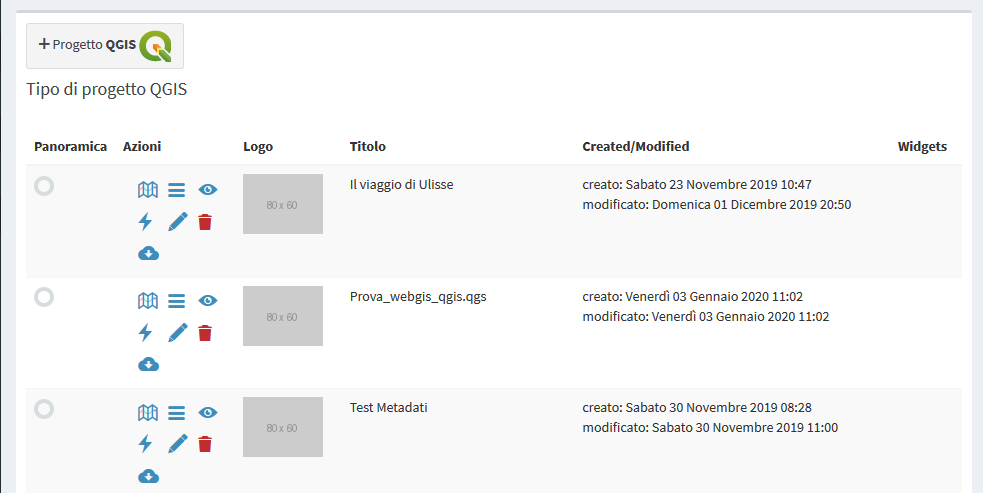 + Progetto QGIS
Tipo di progetto QGIS
Panoramica Azioni Logo Titolo Created/Modified Widgets
80 x 60 Il viaggio di Ulisse creato: Sabato 23 Novembre 2019 10:47
modificato: Domenica 01 Dicembre 2019 20:50
80 x 60 Prova_webgis_qgis.qgs creato: Venerdì 03 Gennaio 2020 11:02
modificato: Venerdì 03 Gennaio 2020 11:02
80 x 60 Test Metadati creato: Sabato 30 Novembre 2019 08:28
modificato: Sabato 30 Novembre 2019 11:00